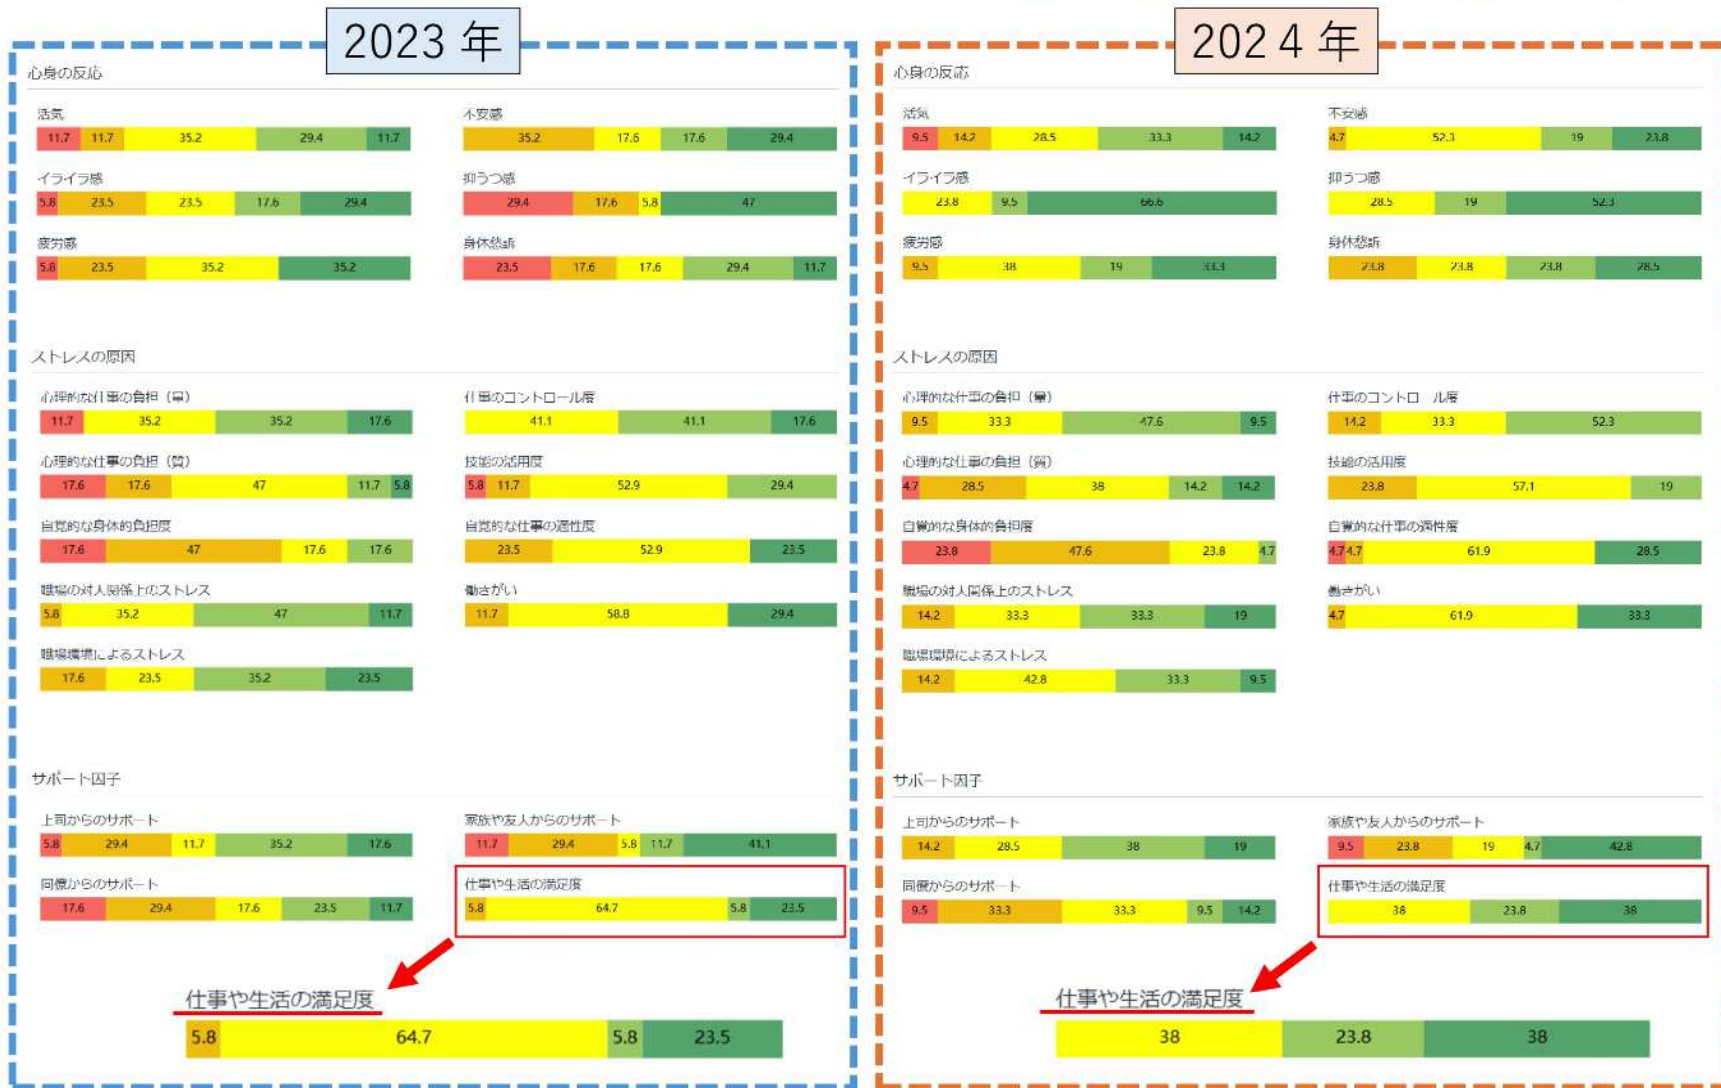 2023 年
心身の反応
活気
11.7 11.7 35.2 29.4 11.7
不安感
35.2 17.6 17.6 29.4
イライラ感
5.8 23.5 23.5 17.6 29.4
抑うつ感
29.4 17.6 5.8 47
疲労感
5.8 23.5 35.2 35.2
身体愁訴
23.5 17.6 17.6 29.4 11.7
ストレスの原因
心理的な仕事の負担（量）
11.7 35.2 35.2 17.6
仕事のコントロール度
41.1 41.1 17.6
心理的な仕事の負担（質）
17.6 17.6 47 11.7 5.8
技能の活用度
5.8 11.7 52.9 29.4
自覚的な身体的負担度
17.6 47 17.6 17.6
自覚的な仕事の適性度
23.5 52.9 23.5
職場の対人関係上のストレス
5.8 35.2 47 11.7
働きがい
11.7 58.8 29.4
職場環境によるストレス
17.6 23.5 35.2 23.5
サポート因子
上司からのサポート
5.8 29.4 11.7 35.2 17.6
家族や友人からのサポート
11.7 29.4 5.8 11.7 41.1
同僚からのサポート
17.6 29.4 17.6 23.5 11.7
仕事や生活の満足度
5.8 64.7 5.8 23.5
仕事や生活の満足度
5.8 64.7 5.8 23.5
2024 年
心身の反応
活気
9.5 14.2 28.5 33.3 14.2
不安感
4.7 52.3 19 23.8
イライラ感
23.8 9.5 66.6
抑うつ感
28.5 19 52.3
疲労感
9.5 38 19 33.3
身体愁訴
23.8 23.8 23.8 28.5
ストレスの原因
心理的な仕事の負担（量）
9.5 33.3 47.6 9.5
仕事のコントロール度
14.2 33.3 52.3
心理的な仕事の負担（質）
4.7 28.5 38 14.2 14.2
技能の活用度
23.8 57.1 19
自覚的な身体的負担度
23.8 47.6 23.8 4.7
自覚的な仕事の適性度
4.7 4.7 61.9 28.5
職場の対人関係上のストレス
14.2 33.3 33.3 19
働きがい
4.7 61.9 33.3
職場環境によるストレス
14.2 42.8 33.3 9.5
サポート因子
上司からのサポート
14.2 28.5 38 19
家族や友人からのサポート
9.5 23.8 19 4.7 42.8
同僚からのサポート
9.5 33.3 33.3 9.5 14.2
仕事や生活の満足度
38 23.8 38
仕事や生活の満足度
38 23.8 38